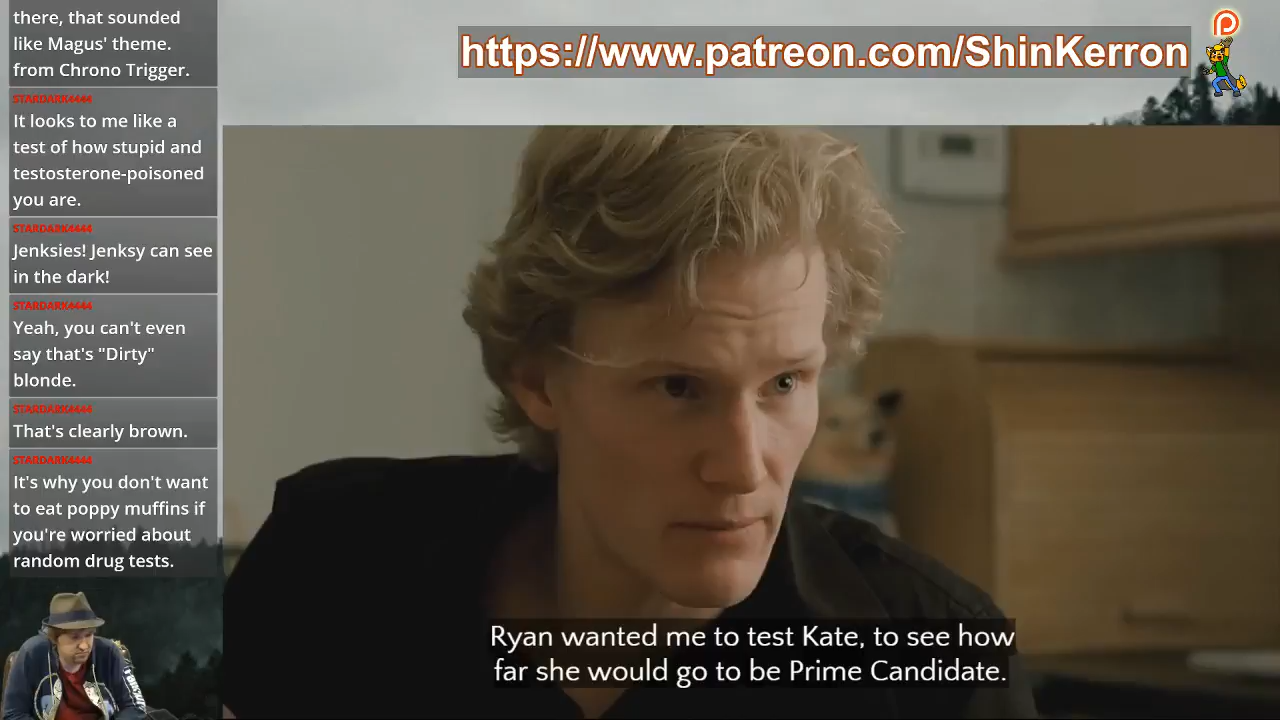 there, that sounded
like Magus' theme.
from Chrono Trigger.
STARDARK4444
It looks to me like a
test of how stupid and
testosterone-poisoned
you are.
STARDARK4444
Jenksies! Jenksy can see
in the dark!
STARDARK4444
Yeah, you can't even
say that's "Dirty"
blonde.
STARDARK4444
That's clearly brown.
STARDARK4444
It's why you don't want
to eat poppy muffins if
you're worried about
random drug tests.
https://www.patreon.com/ShinKerron
Ryan wanted me to test Kate, to see how
far she would go to be Prime Candidate.